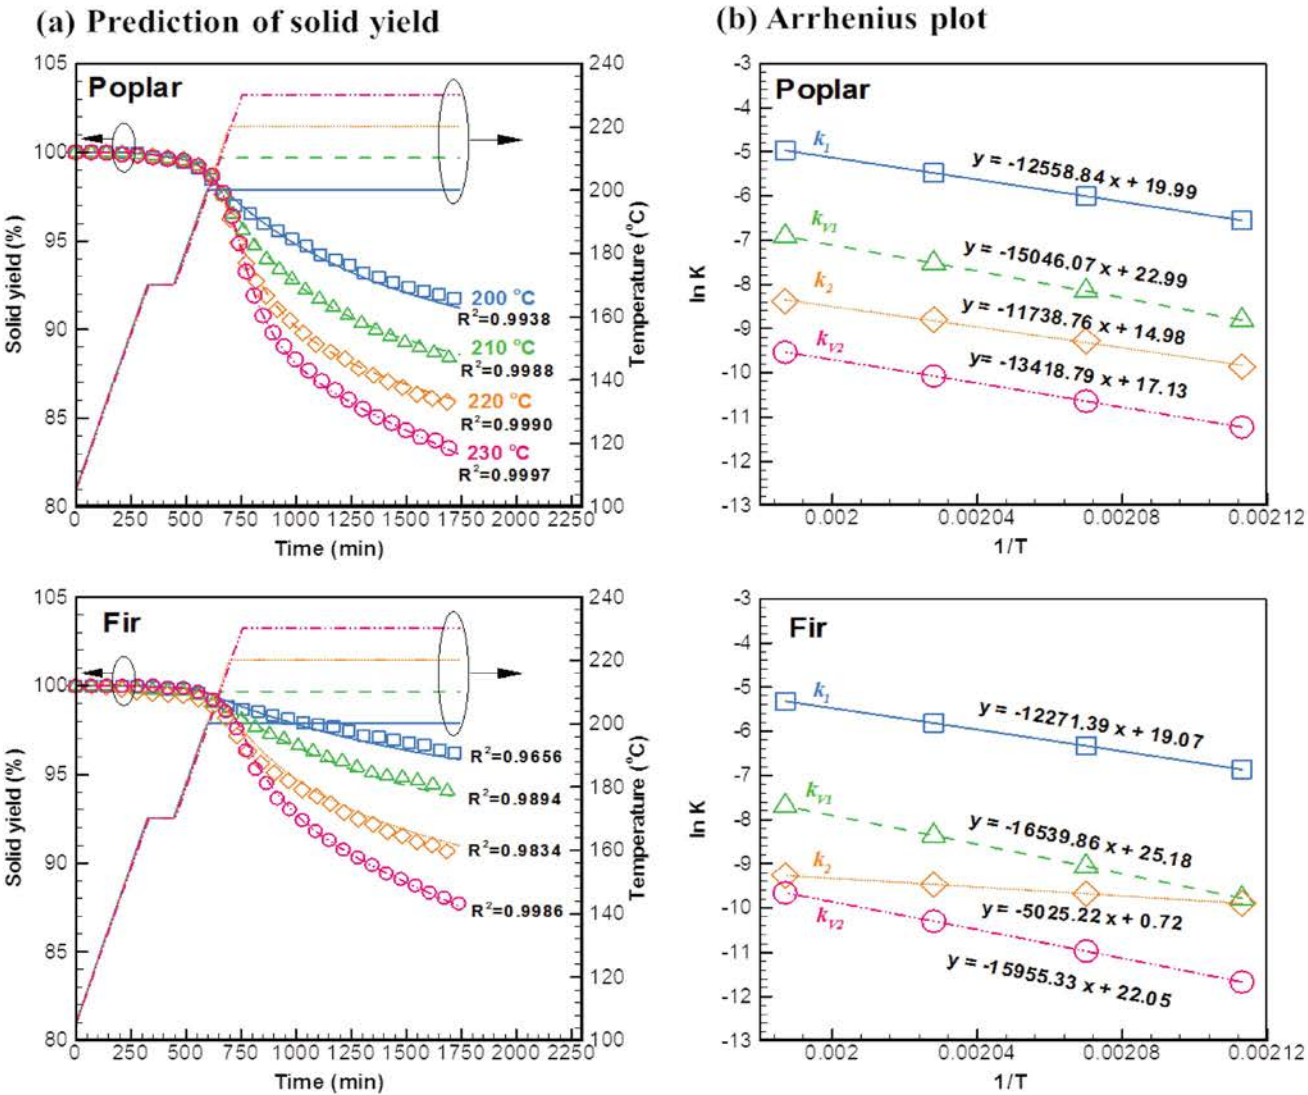 (a) Prediction of solid yield
(b) Arrhenius plot
Poplar
105
100
95
90
85
80
Solid yield (%)
240
220
200
180
160
140
120
100
Temperature (°C)
200 °C
R²=0.9938
210 °C
R²=0.9988
220 °C
R²=0.9990
230 °C
R²=0.9997
0 250 500 750 1000 1250 1500 1750 2000 2250
Time (min)
Poplar
-3
-4
-5
-6
-7
-8
-9
-10
-11
-12
-13
ln K
k1
y = -12558.84 x + 19.99
kV1
y = -15046.07 x + 22.99
k2
y = -11738.76 x + 14.98
kV2
y= -13418.79 x + 17.13
0.002 0.00204 0.00208 0.00212
1/T
Fir
105
100
95
90
85
80
Solid yield (%)
240
220
200
180
160
140
120
100
Temperature (°C)
R²=0.9656
R²=0.9894
R²=0.9834
R²=0.9986
0 250 500 750 1000 1250 1500 1750 2000 2250
Time (min)
Fir
-3
-4
-5
-6
-7
-8
-9
-10
-11
-12
-13
ln K
k1
y = -12271.39 x + 19.07
kV1
y = -16539.86 x + 25.18
k2
y = -5025.22 x + 0.72
kV2
y = -15955.33 x + 22.05
0.002 0.00204 0.00208 0.00212
1/T